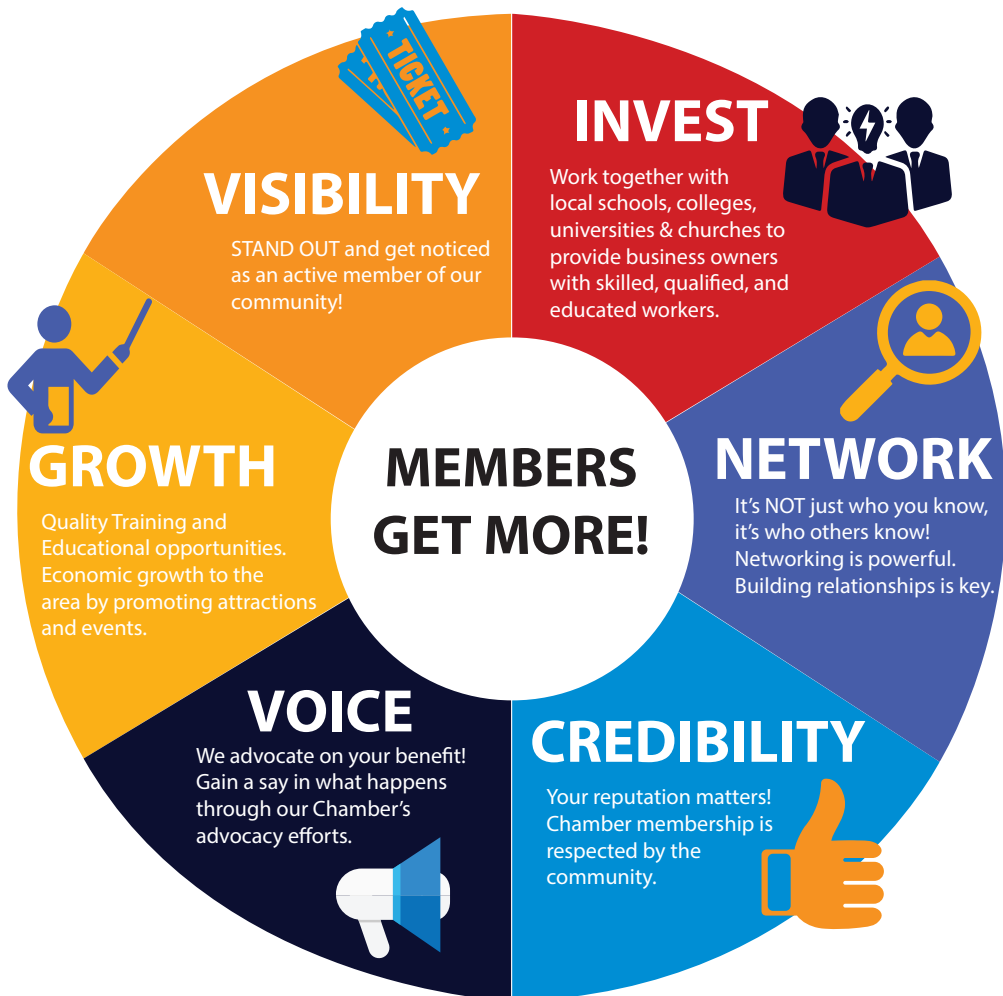 TICKET
INVEST
Work together with
local schools, colleges,
universities & churches to
provide business owners
with skilled, qualified, and
educated workers.
VISIBILITY
STAND OUT and get noticed
as an active member of our
community!
NETWORK
It's NOT just who you know,
it's who others know!
Networking is powerful.
Building relationships is key.
GROWTH
Quality Training and
Educational opportunities.
Economic growth to the
area by promoting attractions
and events.
MEMBERS
GET MORE!
VOICE
We advocate on your benefit!
Gain a say in what happens
through our Chamber's
advocacy efforts.
CREDIBILITY
Your reputation matters!
Chamber membership is
respected by the
community.